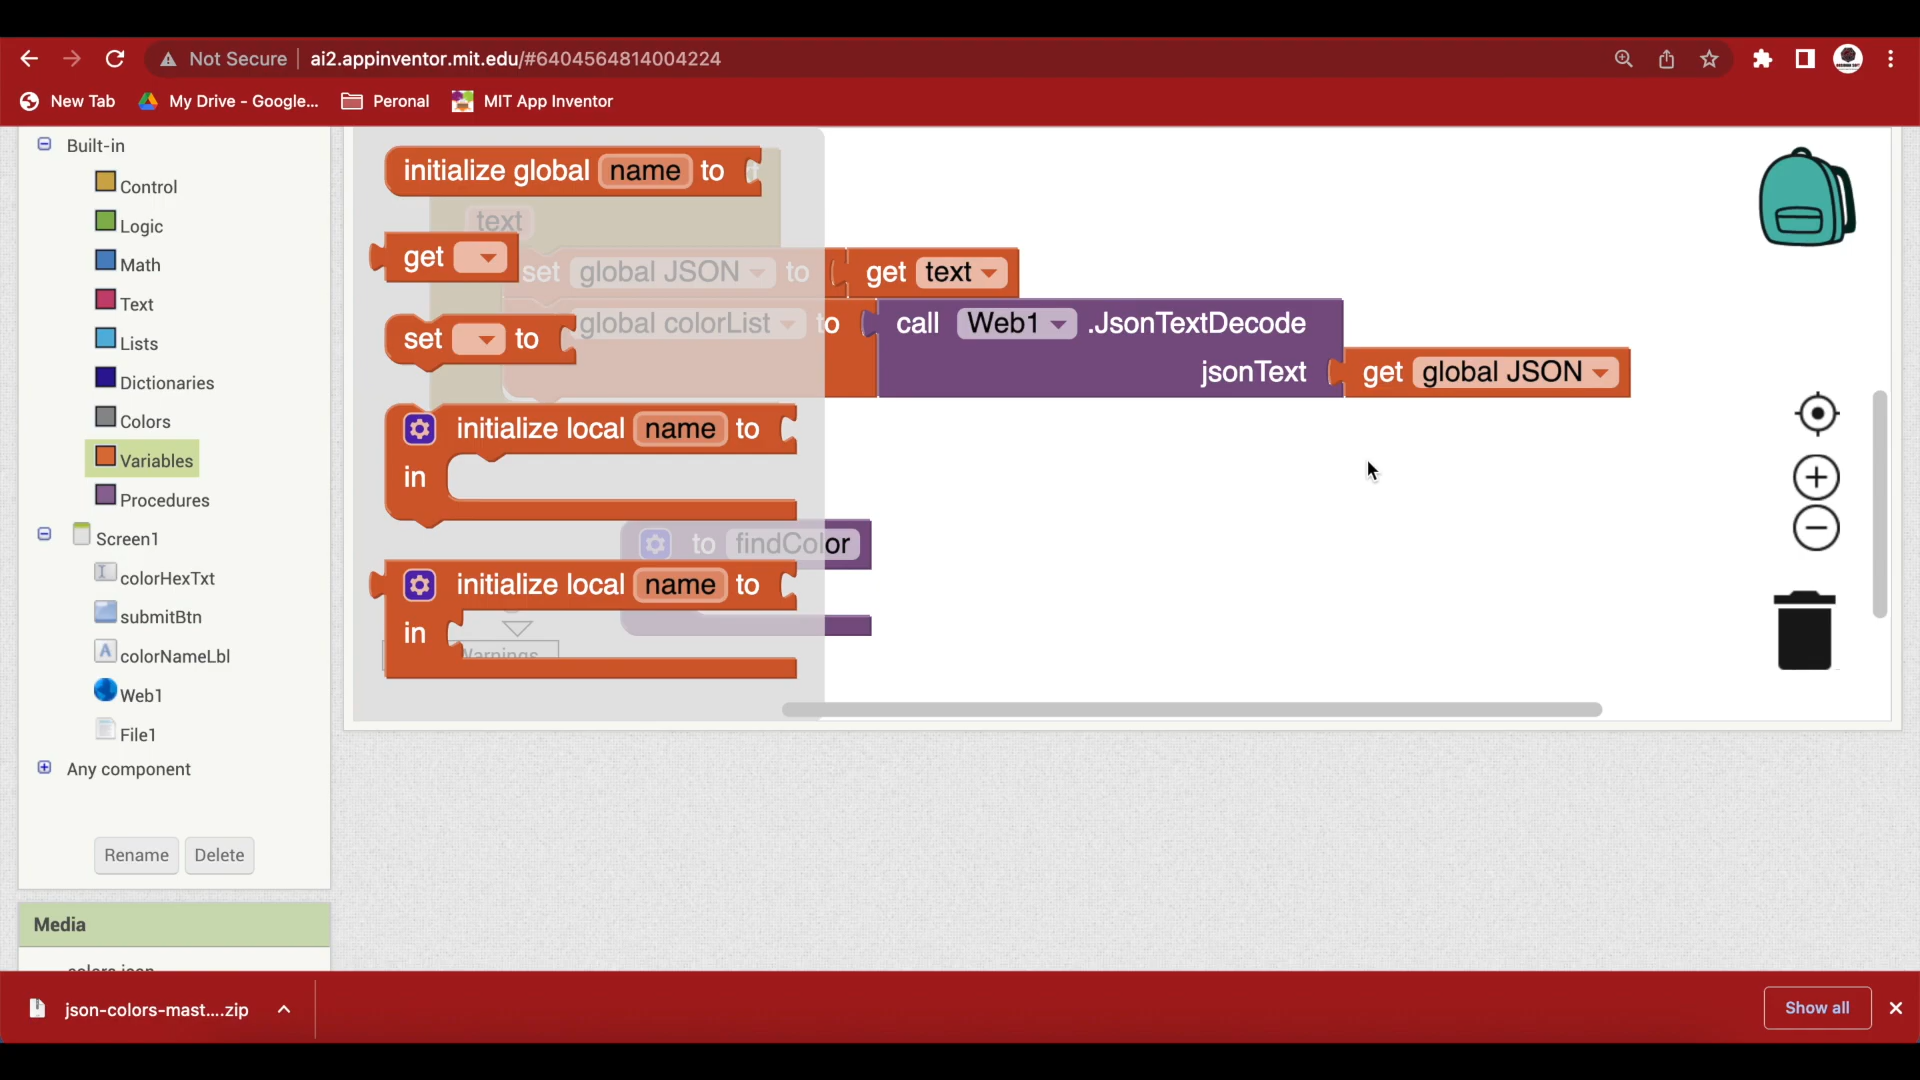 Not Secure ai2.appinventor.mit.edu/#6404564814004224
New Tab My Drive - Google... Peronal MIT App Inventor
Built-in
Control
Logic
Math
Text
Lists
Dictionaries
Colors
Variables
Procedures
Screen1
colorHexTxt
submitBtn
colorNameLbl
Web1
File1
Any component
Rename Delete
Media
colors.json
initialize global name to
text
get
set global JSON to get text
set to
global colorList to call Web1 .JsonTextDecode
jsonText get global JSON
initialize local name to
in
to findColor
initialize local name to
in
Warnings
json-colors-mast....zip
Show all